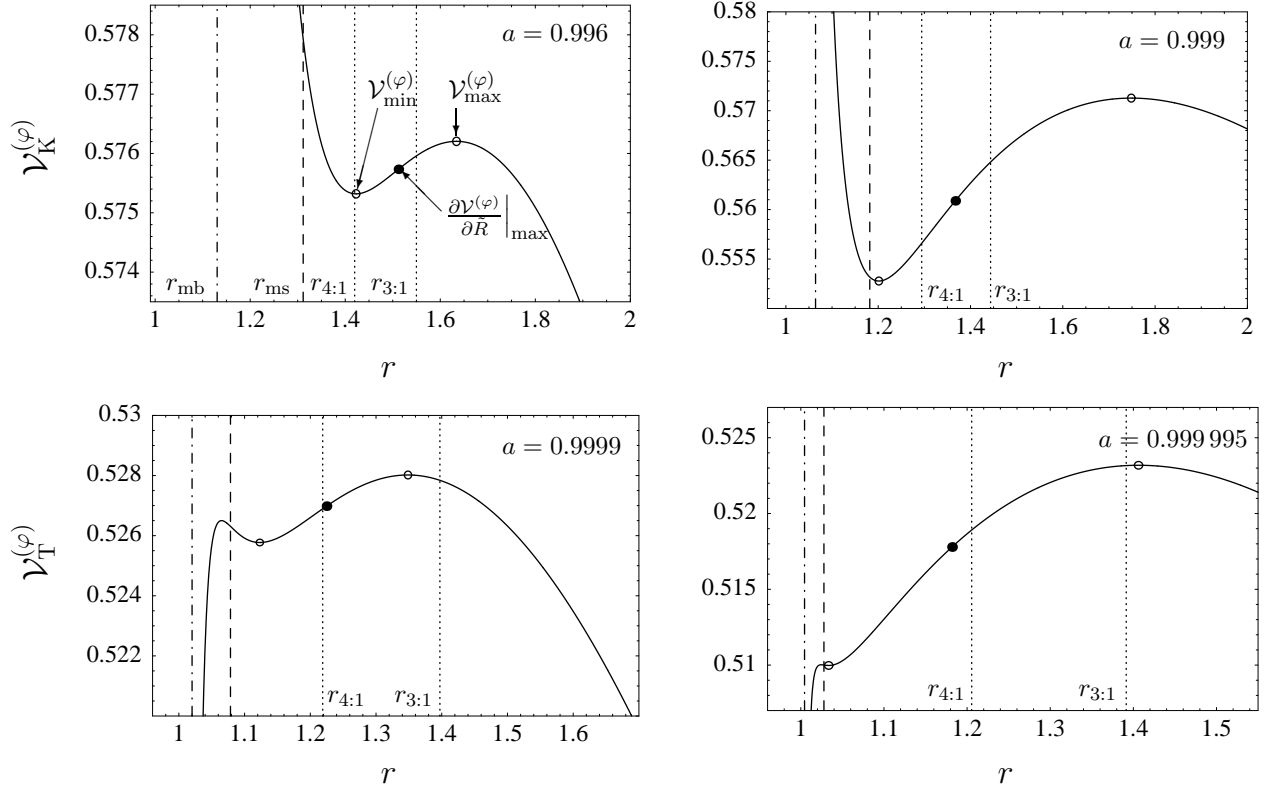 0.578
0.577
0.576
0.575
0.574
𝒱_K^(φ)
a = 0.996
𝒱_min^(φ)
𝒱_max^(φ)
∂𝒱^(φ)/∂R̃ |_max
r_mb
r_ms
r_4:1
r_3:1
1 1.2 1.4 1.6 1.8 2
r
0.58
0.575
0.57
0.565
0.56
0.555
a = 0.999
r_4:1
r_3:1
1 1.2 1.4 1.6 1.8 2
r
0.53
0.528
0.526
0.524
0.522
𝒱_T^(φ)
a = 0.9999
r_4:1
r_3:1
1 1.1 1.2 1.3 1.4 1.5 1.6
r
0.525
0.52
0.515
0.51
a = 0.999 995
r_4:1
r_3:1
1 1.1 1.2 1.3 1.4 1.5
r